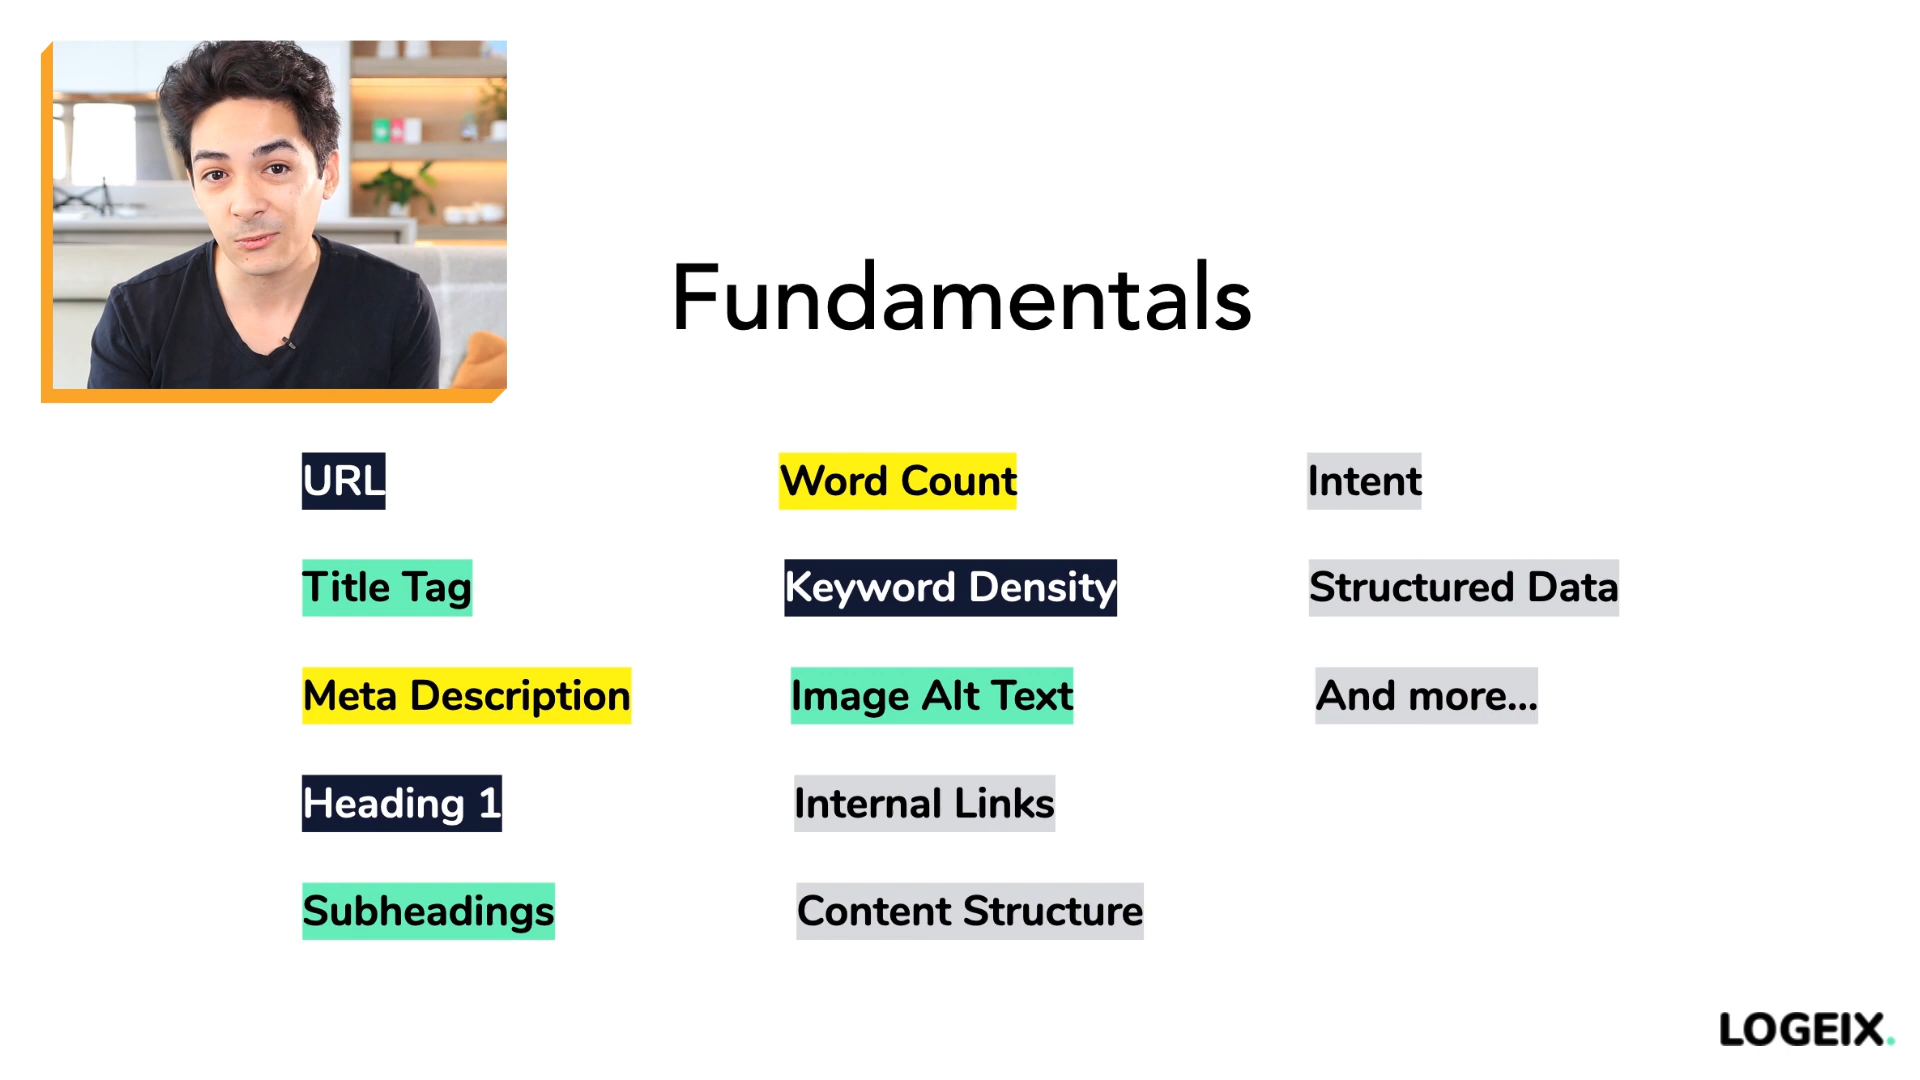 Fundamentals
URL
Title Tag
Meta Description
Heading 1
Subheadings
Word Count
Keyword Density
Image Alt Text
Internal Links
Content Structure
Intent
Structured Data
And more...
LOGEIX.